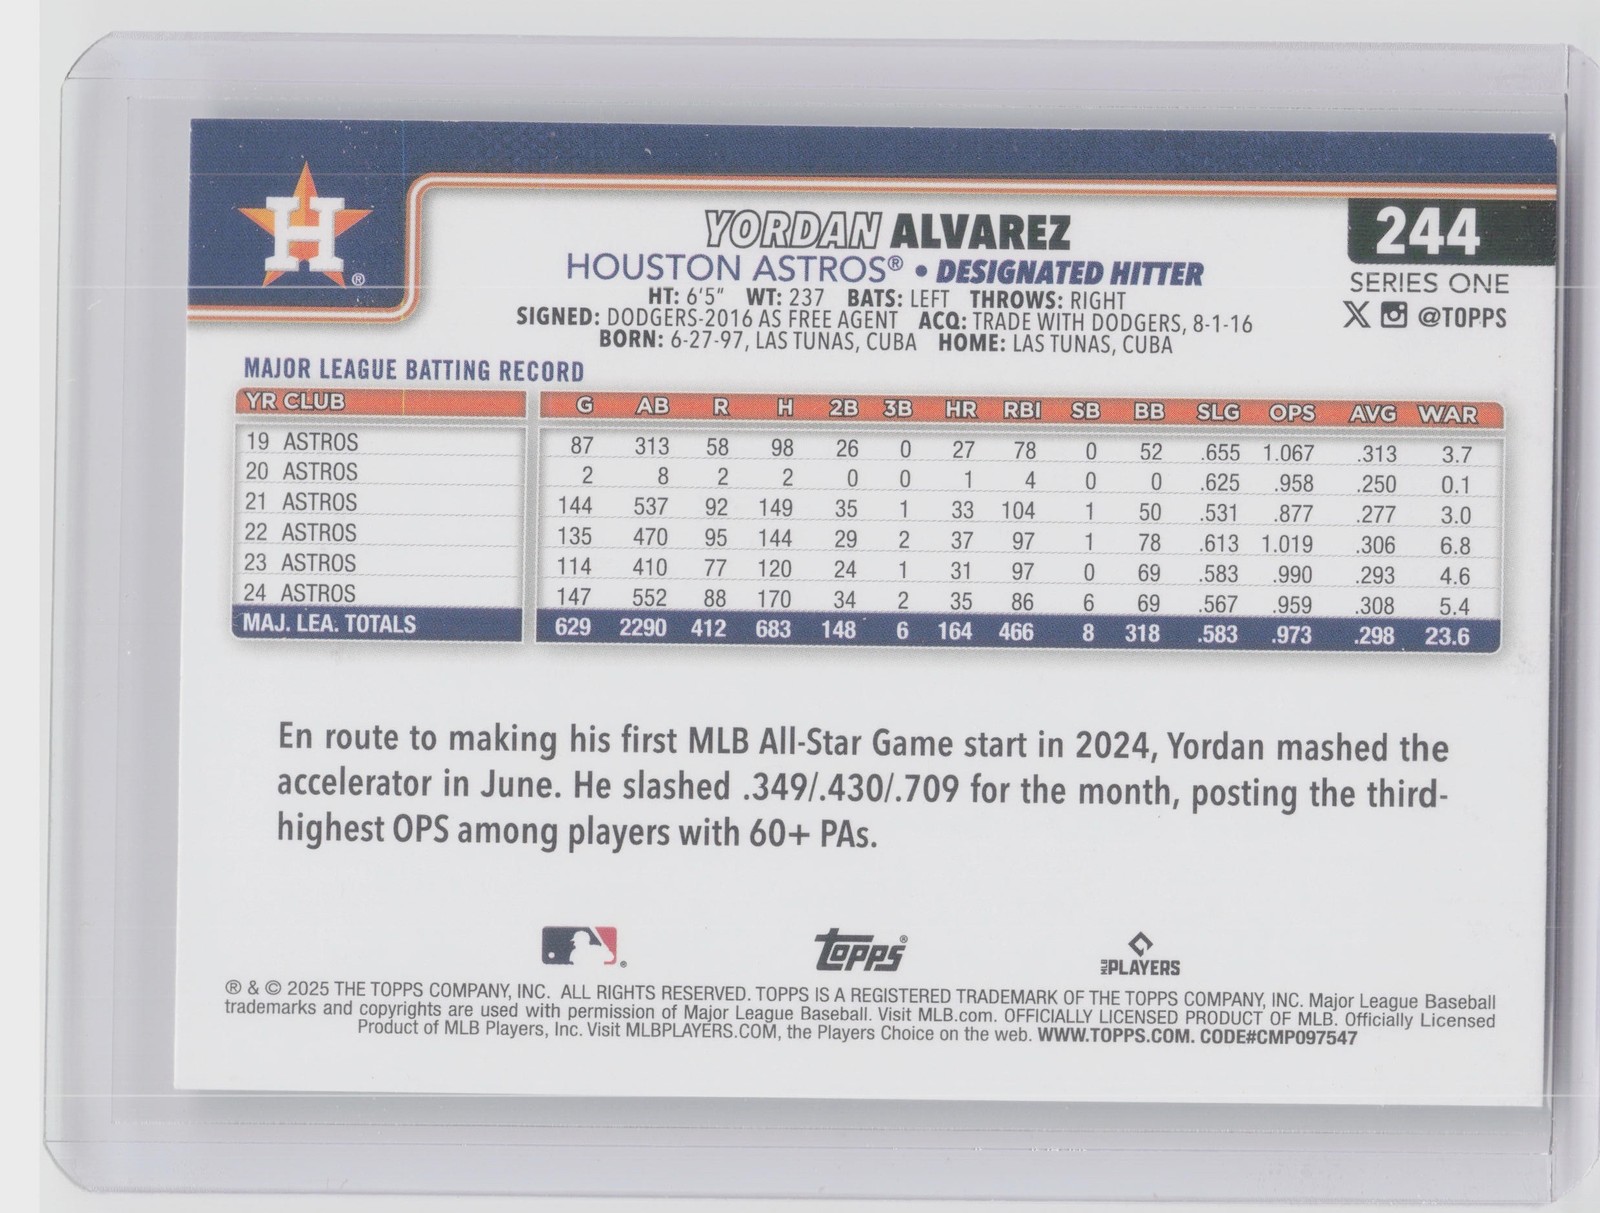 H ®
YORDAN ALVAREZ
244
HOUSTON ASTROS® • DESIGNATED HITTER
SERIES ONE
HT: 6'5" WT: 237 BATS: LEFT THROWS: RIGHT
SIGNED: DODGERS-2016 AS FREE AGENT ACQ: TRADE WITH DODGERS, 8-1-16
@TOPPS
BORN: 6-27-97, LAS TUNAS, CUBA HOME: LAS TUNAS, CUBA
MAJOR LEAGUE BATTING RECORD
YR CLUB G AB R H 2B 3B HR RBI SB BB SLG OPS AVG WAR
19 ASTROS 87 313 58 98 26 0 27 78 0 52 .655 1.067 .313 3.7
20 ASTROS 2 8 2 2 0 0 1 4 0 0 .625 .958 .250 0.1
21 ASTROS 144 537 92 149 35 1 33 104 1 50 .531 .877 .277 3.0
22 ASTROS 135 470 95 144 29 2 37 97 1 78 .613 1.019 .306 6.8
23 ASTROS 114 410 77 120 24 1 31 97 0 69 .583 .990 .293 4.6
24 ASTROS 147 552 88 170 34 2 35 86 6 69 .567 .959 .308 5.4
MAJ. LEA. TOTALS 629 2290 412 683 148 6 164 466 8 318 .583 .973 .298 23.6
En route to making his first MLB All-Star Game start in 2024, Yordan mashed the
accelerator in June. He slashed .349/.430/.709 for the month, posting the third-
highest OPS among players with 60+ PAs.
TOPPS® MLB PLAYERS
® & © 2025 THE TOPPS COMPANY, INC. ALL RIGHTS RESERVED. TOPPS IS A REGISTERED TRADEMARK OF THE TOPPS COMPANY, INC. Major League Baseball
trademarks and copyrights are used with permission of Major League Baseball. Visit MLB.com. OFFICIALLY LICENSED PRODUCT OF MLB. Officially Licensed
Product of MLB Players, Inc. Visit MLBPLAYERS.COM, the Players Choice on the web. WWW.TOPPS.COM. CODE#CMP097547